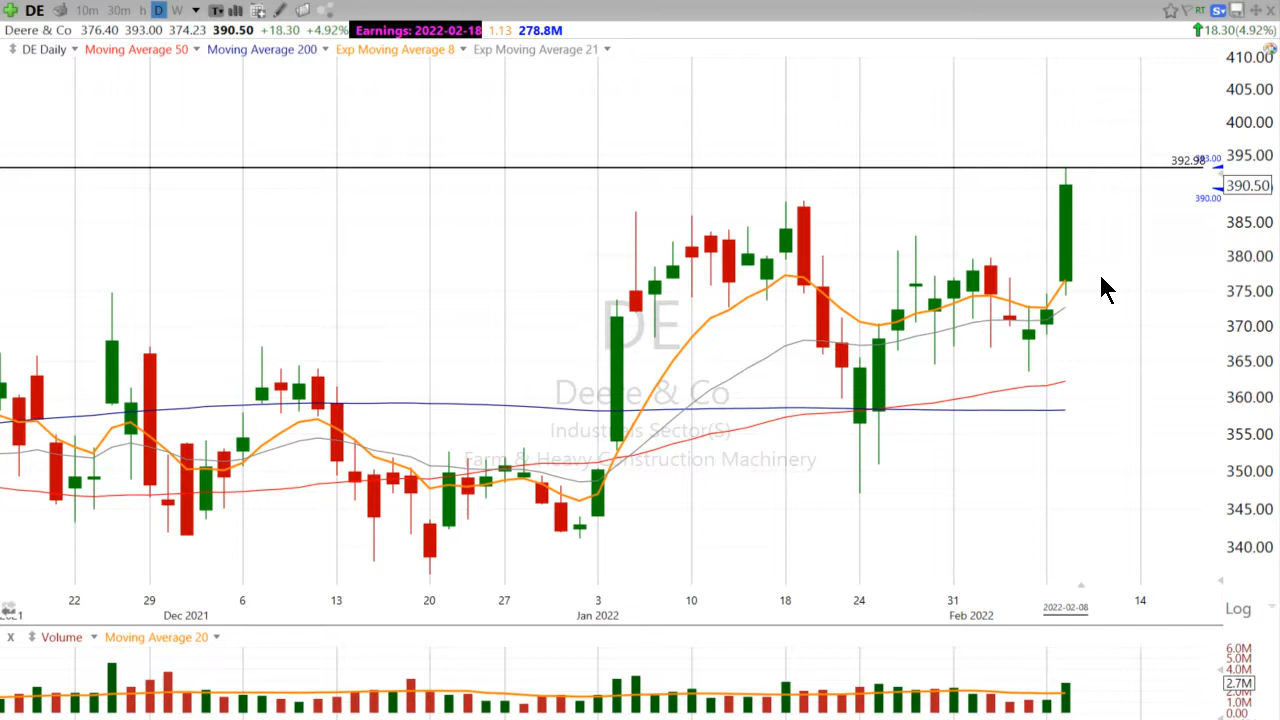 DE 10m 30m h D W T RT S
Deere & Co 376.40 393.00 374.23 390.50 +18.30 +4.92% Earnings: 2022-02-18 1.13 278.8M 18.30(4.92%)
DE Daily Moving Average 50 Moving Average 200 Exp Moving Average 8 Exp Moving Average 21
410.00
405.00
400.00
395.00
392.98 393.00
390.50
390.00
385.00
380.00
375.00
370.00
365.00
360.00
355.00
350.00
345.00
340.00
DE
Deere & Co
Industrials Sector(S)
Farm & Heavy Construction Machinery
22 29 6 13 20 27 3 10 18 24 31 2022-02-08 14
Dec 2021 Jan 2022 Feb 2022
Log
X Volume Moving Average 20
6.0M
5.0M
4.0M
2.7M
2.0M
1.0M
0.00